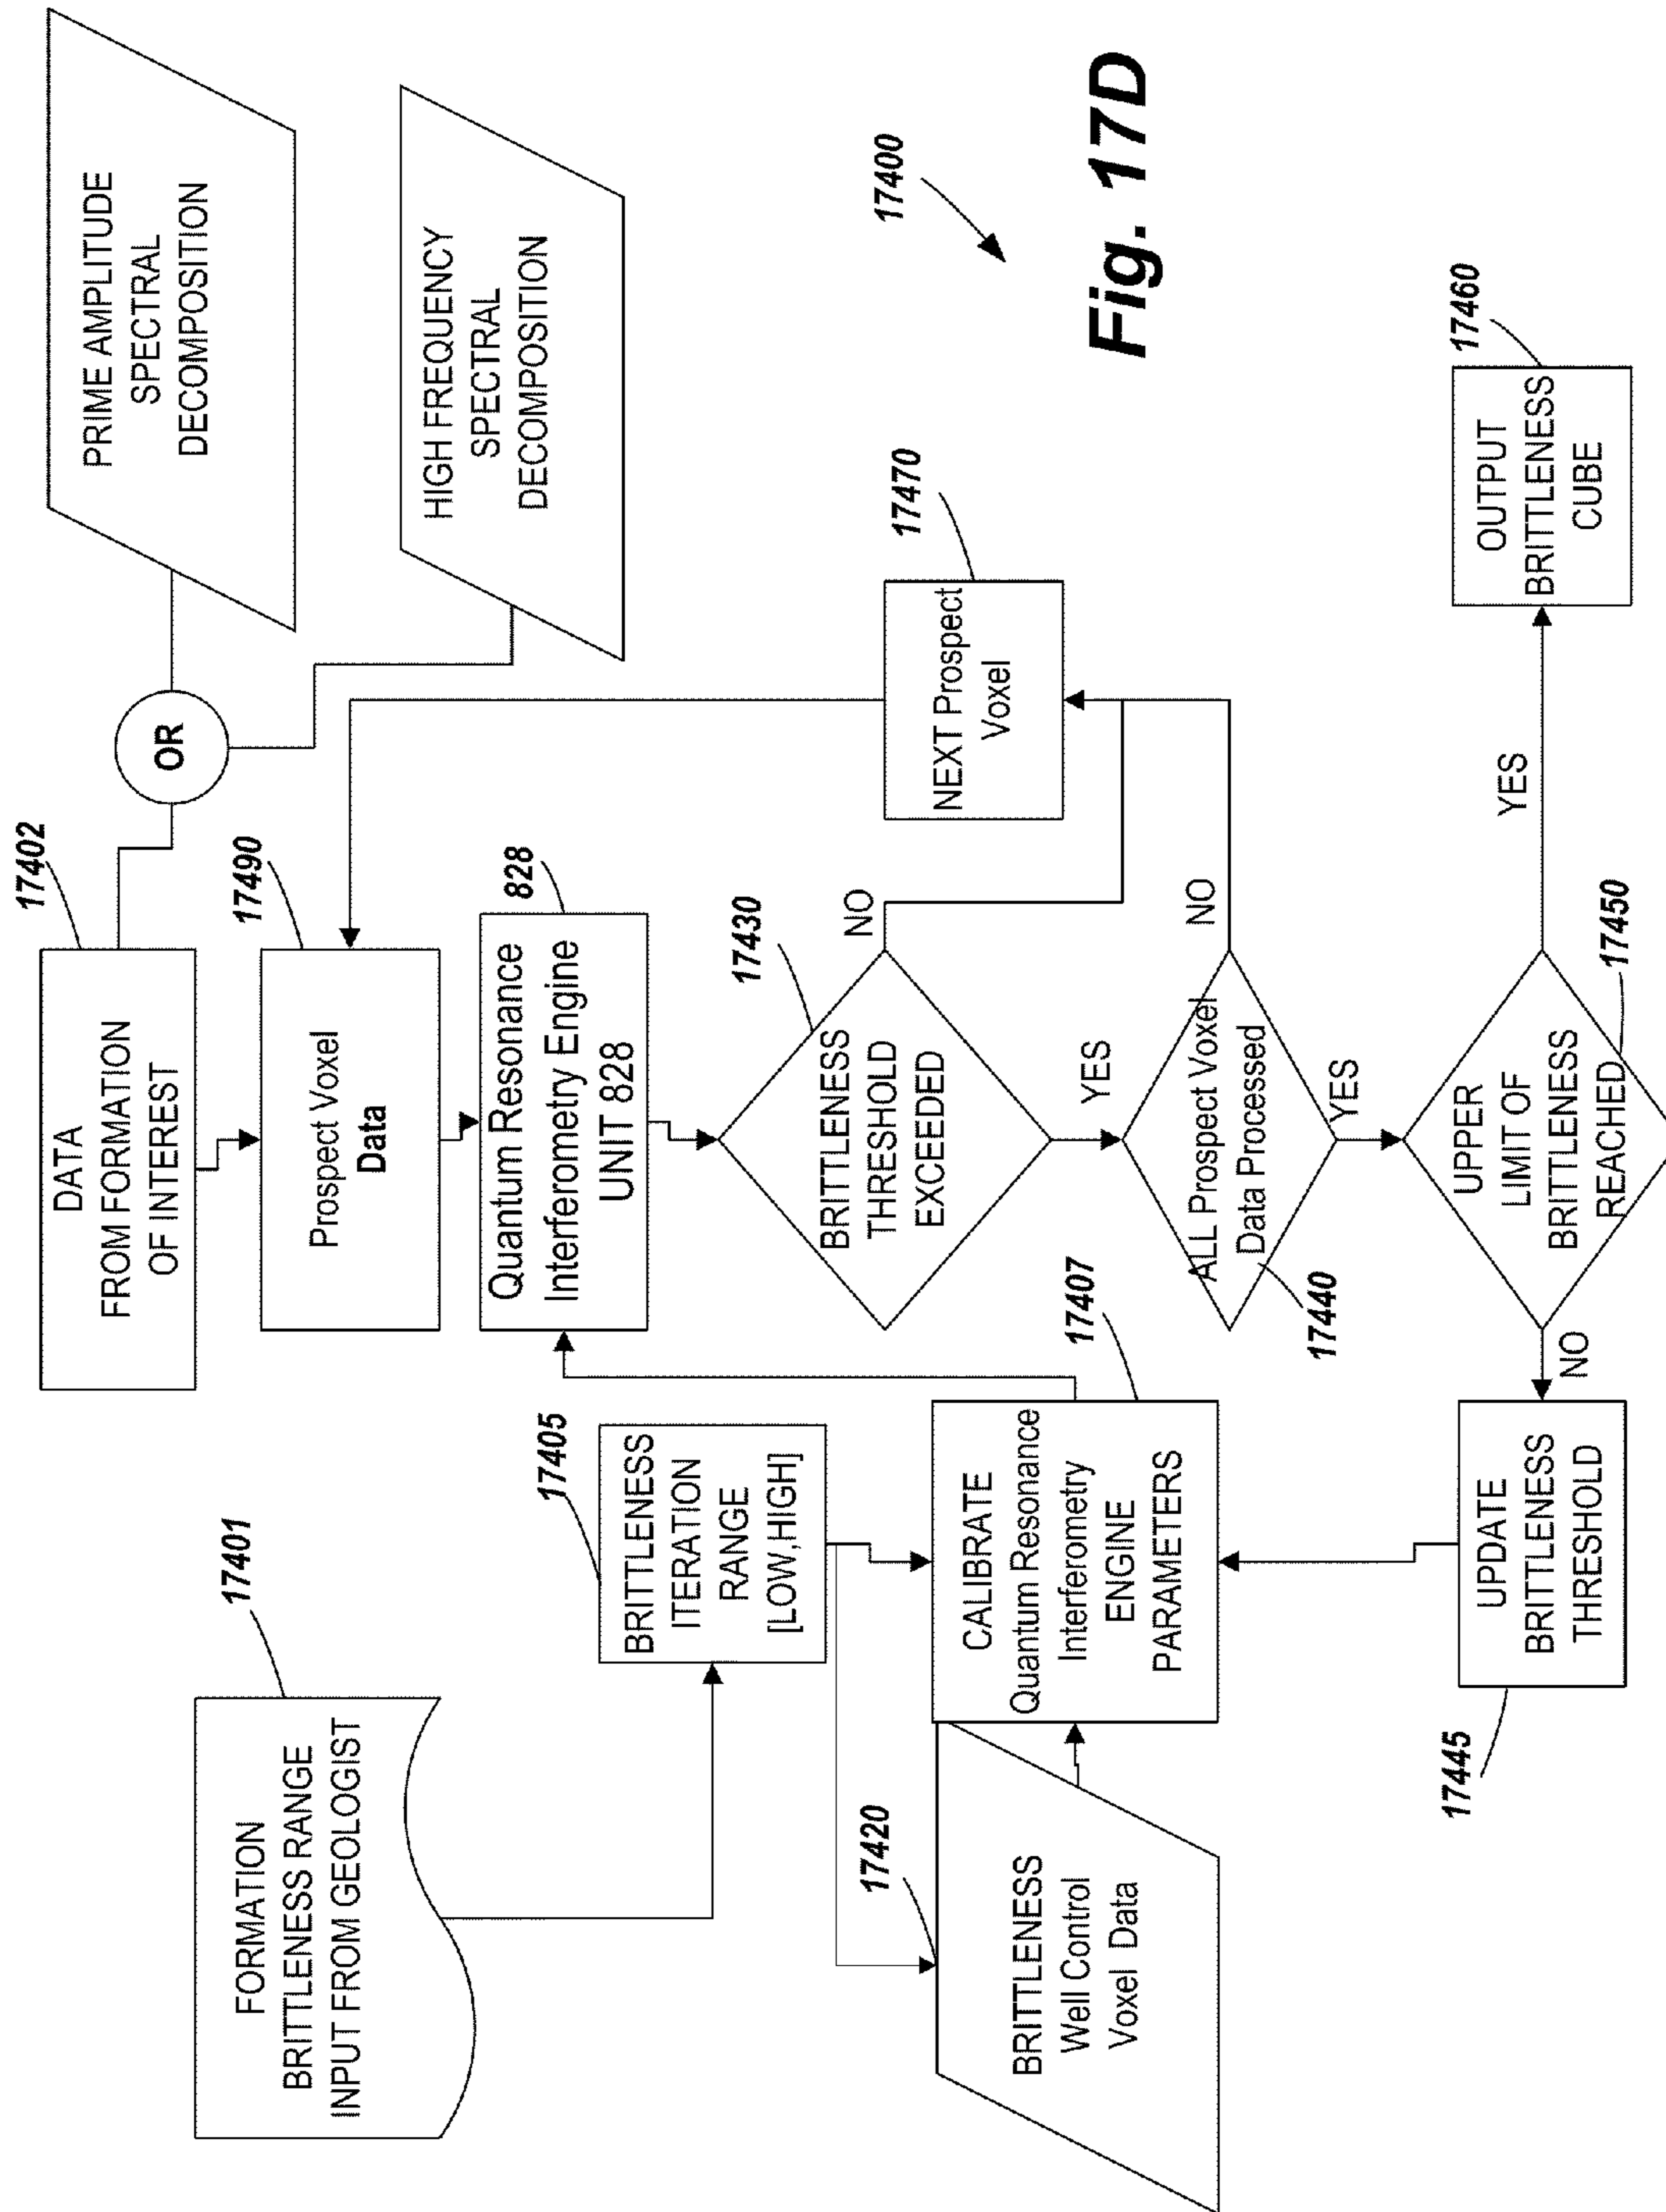 17401
FORMATION
BRITTLENESS RANGE
INPUT FROM GEOLOGIST
17405
BRITTLENESS
ITERATION
RANGE
[LOW,HIGH]
17402
DATA
FROM FORMATION
OF INTEREST
OR
PRIME AMPLITUDE
SPECTRAL
DECOMPOSITION
HIGH FREQUENCY
SPECTRAL
DECOMPOSITION
17490
Prospect Voxel
Data
828
Quantum Resonance
Interferometry Engine
UNIT 828
17420
BRITTLENESS
Well Control
Voxel Data
17407
CALIBRATE
Quantum Resonance
Interferometry
ENGINE
PARAMETERS
17430
BRITTLENESS
THRESHOLD
EXCEEDED
NO
YES
17470
NEXT Prospect
Voxel
17400
ALL Prospect Voxel
Data Processed
17440
NO
YES
17445
UPDATE
BRITTLENESS
THRESHOLD
NO
UPPER
LIMIT OF
BRITTLENESS
REACHED
17450
YES
17460
OUTPUT
BRITTLENESS
CUBE
Fig. 17D